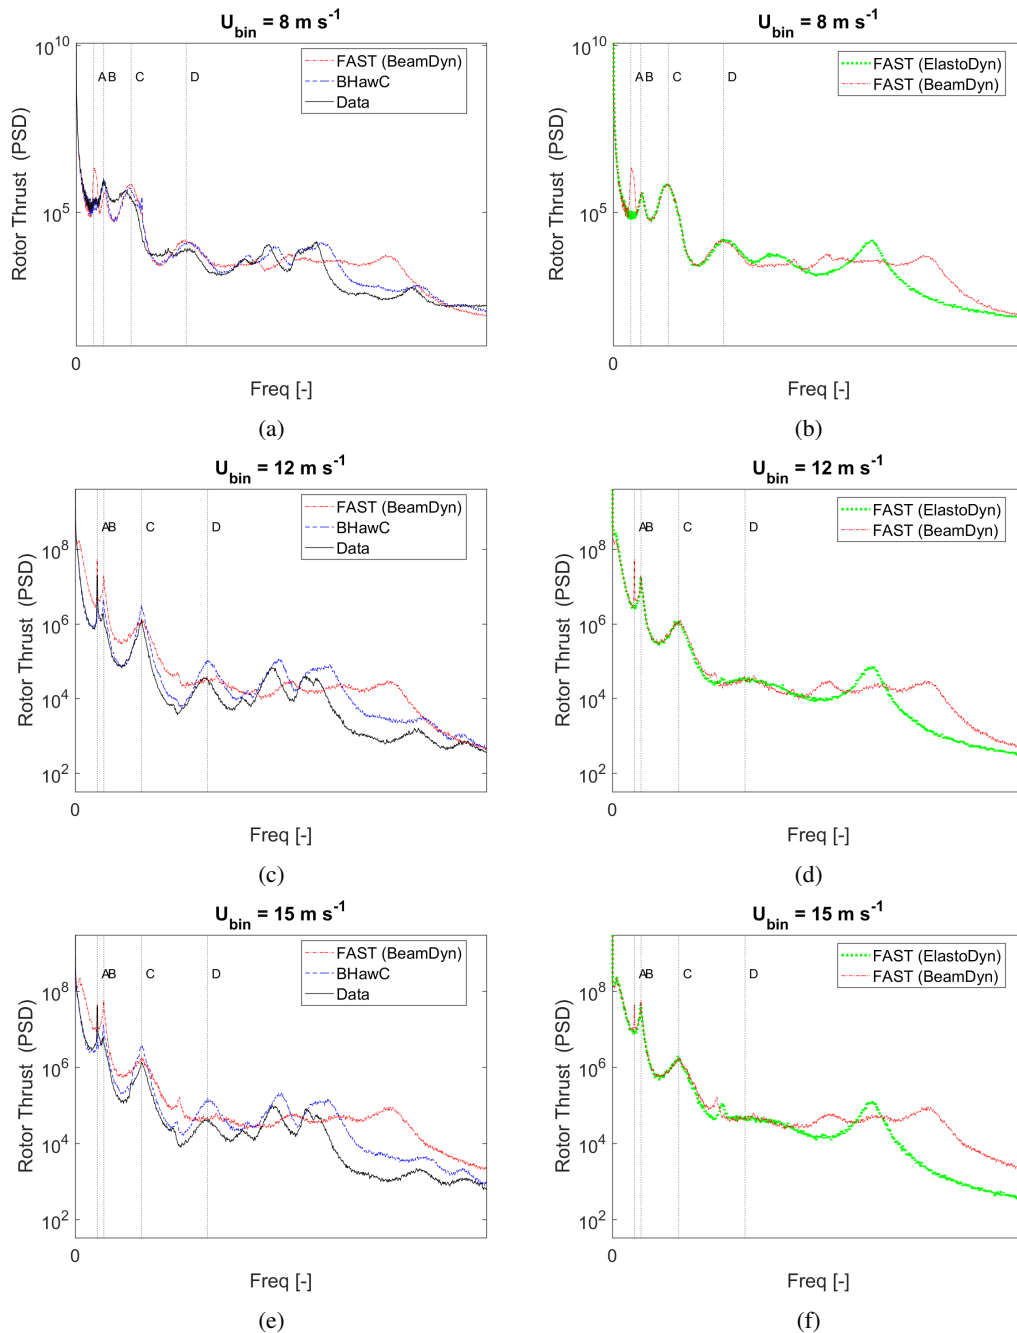 U_bin = 8 m s^-1
10^10
10^5
Rotor Thrust (PSD)
A B C D
FAST (BeamDyn)
BHawC
Data
0
Freq [-]
(a)
U_bin = 8 m s^-1
10^10
10^5
Rotor Thrust (PSD)
A B C D
FAST (ElastoDyn)
FAST (BeamDyn)
0
Freq [-]
(b)
U_bin = 12 m s^-1
10^8
10^6
10^4
10^2
Rotor Thrust (PSD)
A B C D
FAST (BeamDyn)
BHawC
Data
0
Freq [-]
(c)
U_bin = 12 m s^-1
10^8
10^6
10^4
10^2
Rotor Thrust (PSD)
A B C D
FAST (ElastoDyn)
FAST (BeamDyn)
0
Freq [-]
(d)
U_bin = 15 m s^-1
10^8
10^6
10^4
10^2
Rotor Thrust (PSD)
A B C D
FAST (BeamDyn)
BHawC
Data
0
Freq [-]
(e)
U_bin = 15 m s^-1
10^8
10^6
10^4
10^2
Rotor Thrust (PSD)
A B C D
FAST (ElastoDyn)
FAST (BeamDyn)
0
Freq [-]
(f)